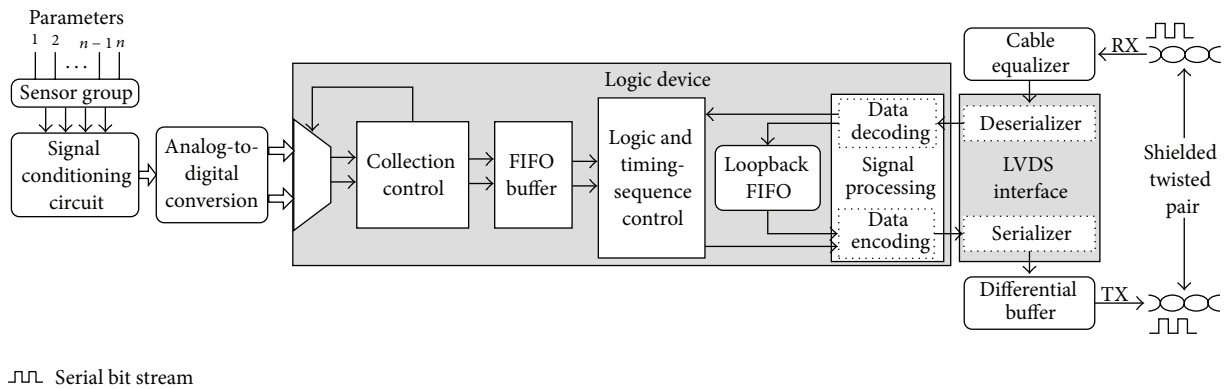 Parameters
1 2 ... n − 1 n
Sensor group
Signal
conditioning
circuit
Analog-to-
digital
conversion
Logic device
Collection
control
FIFO
buffer
Logic and
timing-
sequence
control
Loopback
FIFO
Data
decoding
Signal
processing
Data
encoding
Cable
equalizer
RX
Deserializer
LVDS
interface
Serializer
Differential
buffer
TX
Shielded
twisted
pair
Serial bit stream